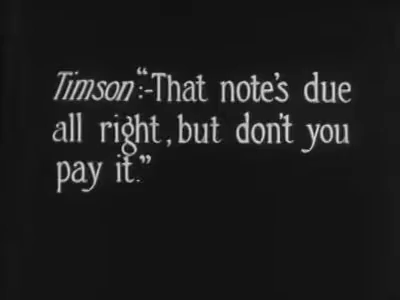 Timson“:-That note's due
all right, but don't you
pay it.”